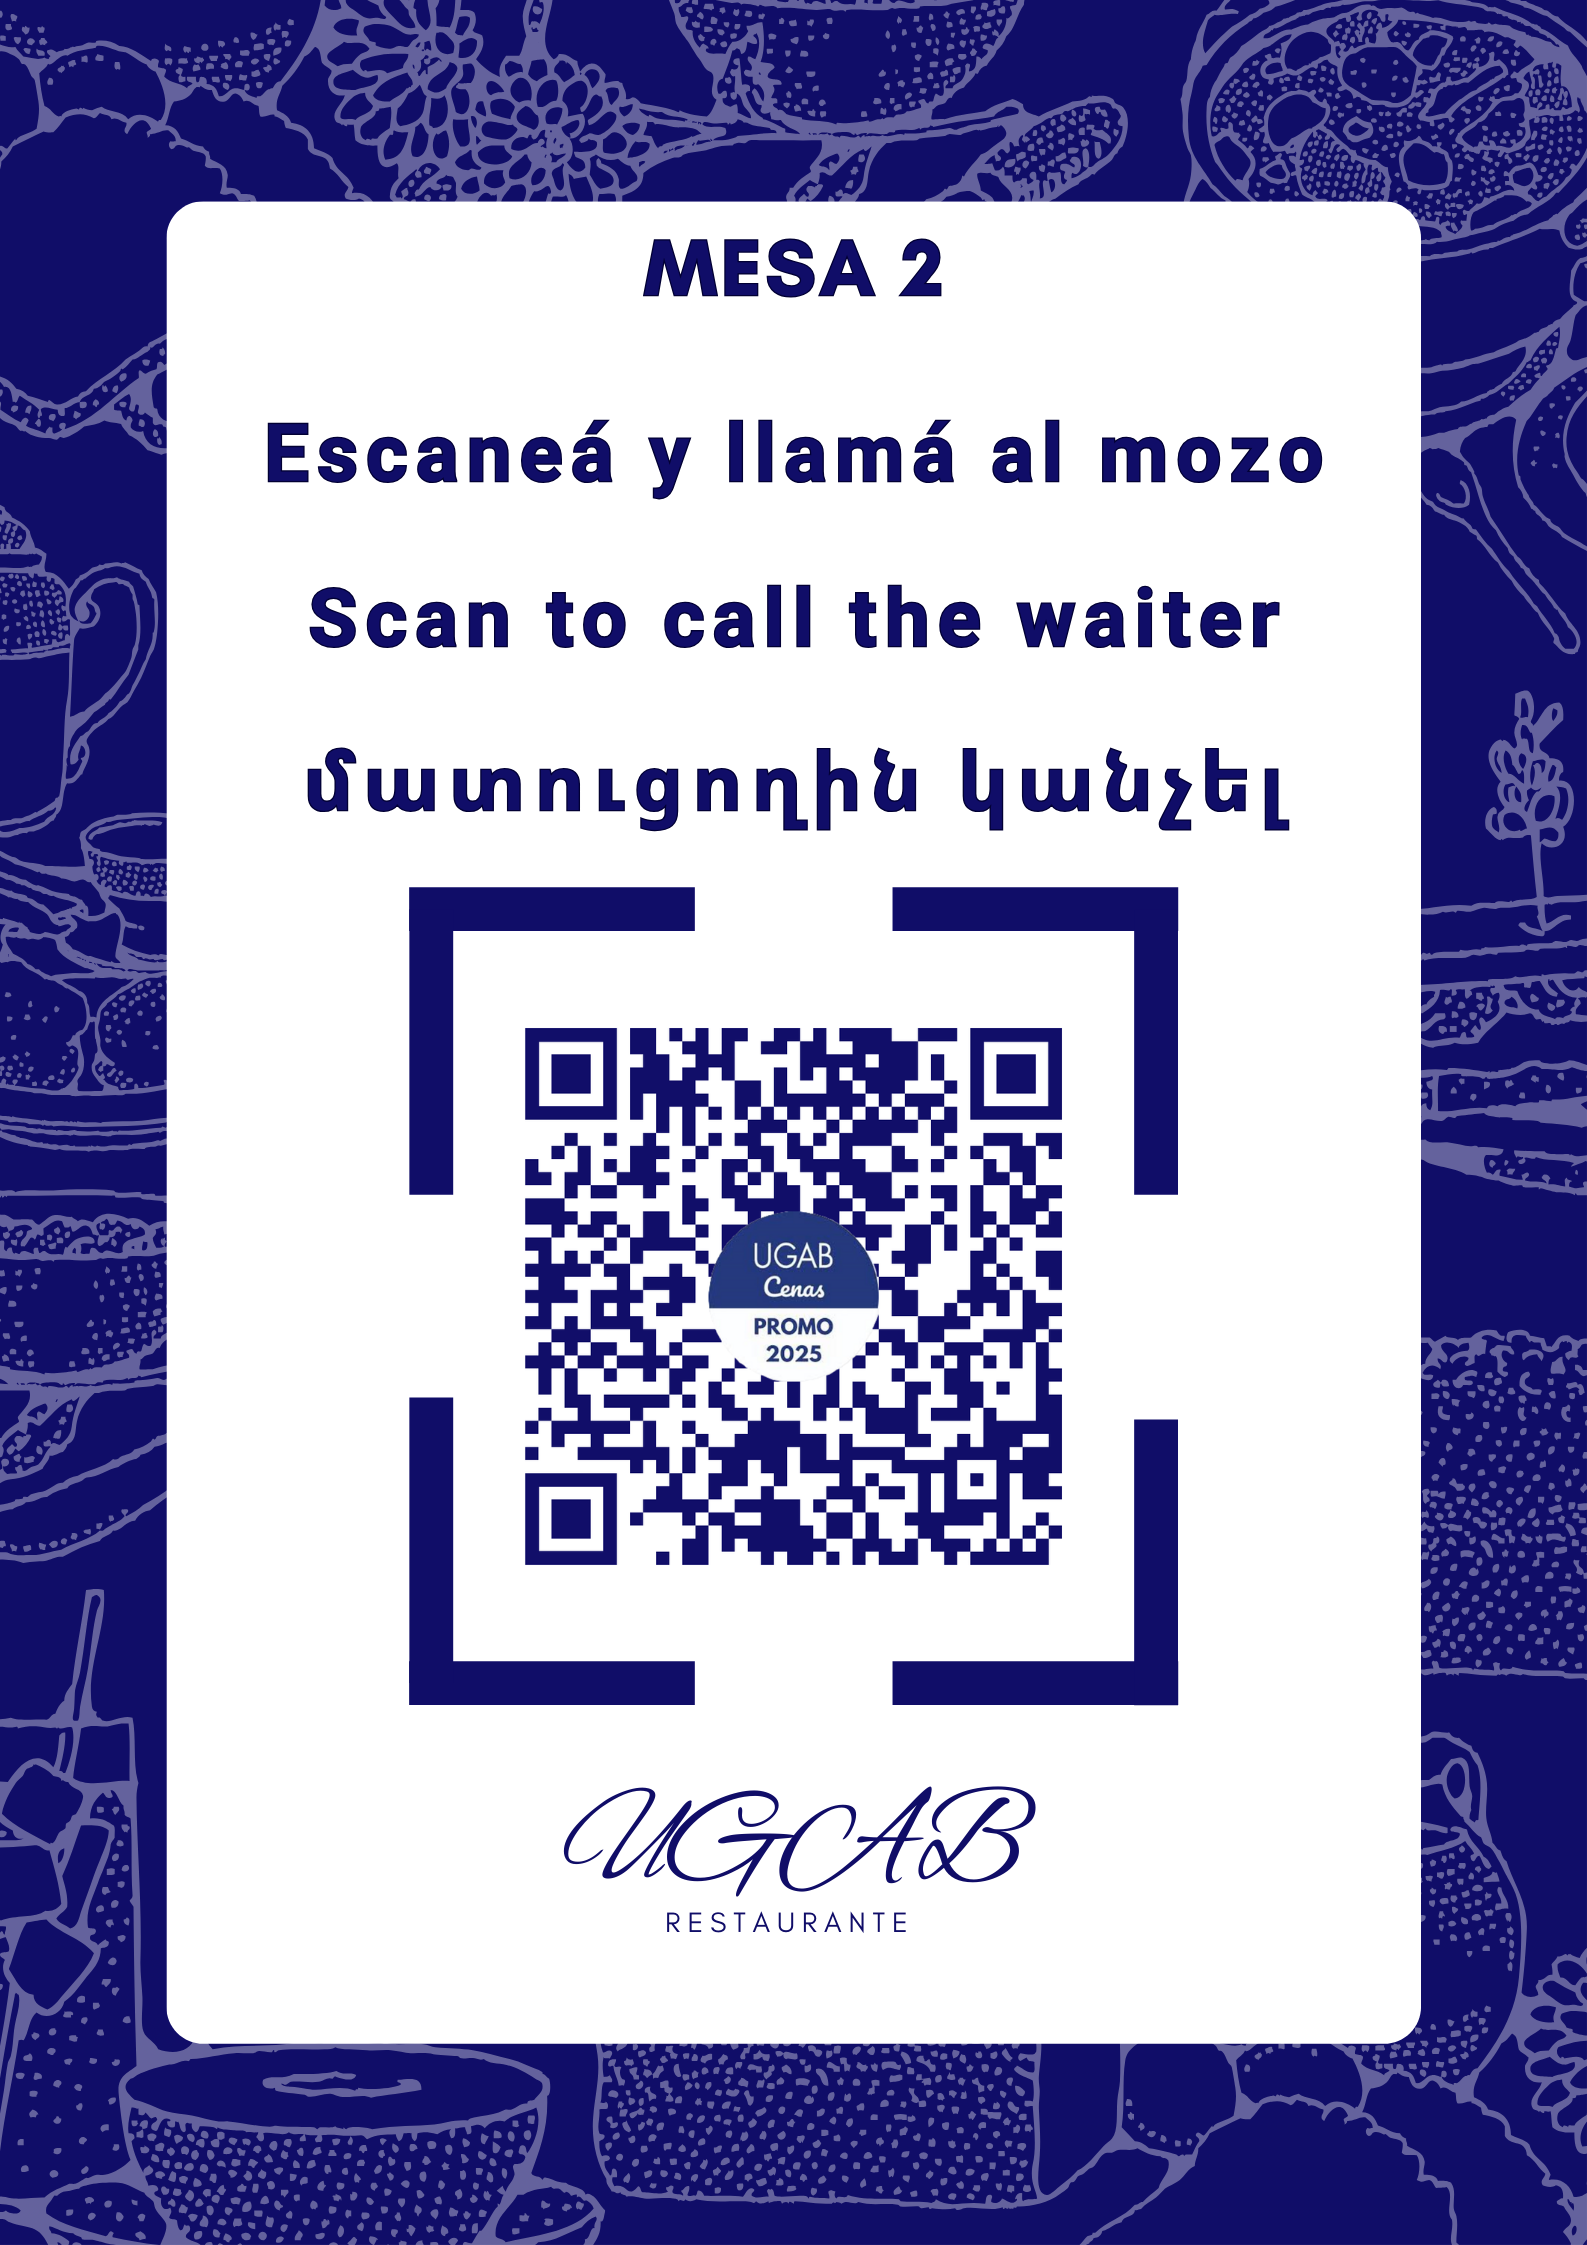 MESA 2
Escaneá y llamá al mozo
Scan to call the waiter
մատուցողին կանչել
UGAB
Cenas
PROMO
2025
UGAB
RESTAURANTE